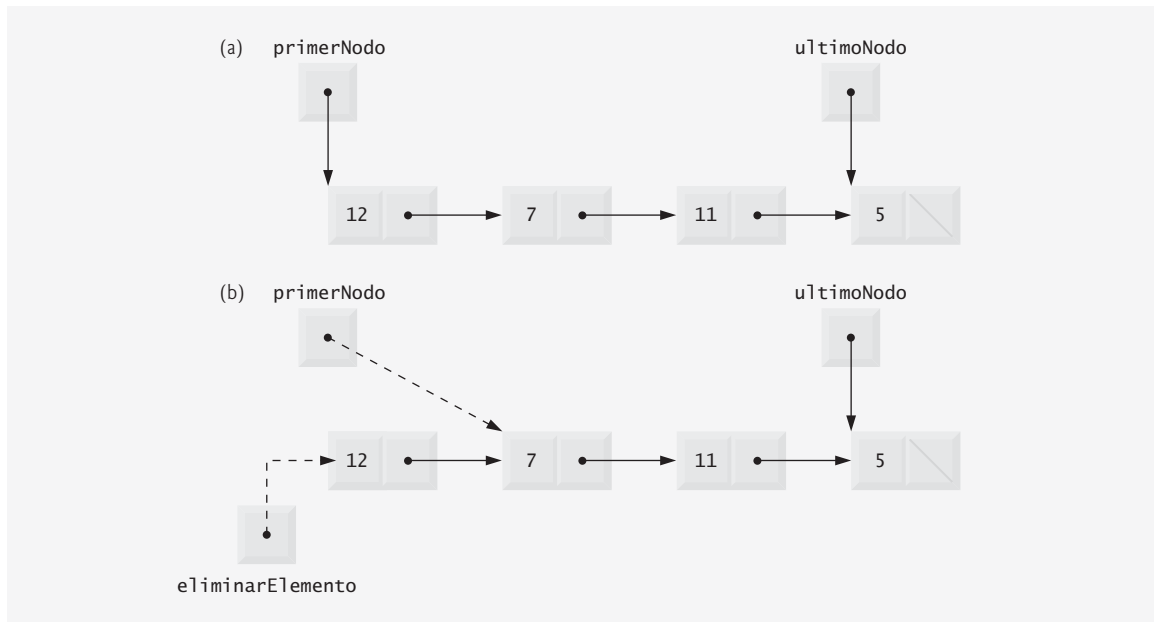 (a) primerNodo ultimoNodo
12 7 11 5
(b) primerNodo ultimoNodo
12 7 11 5
eliminarElemento